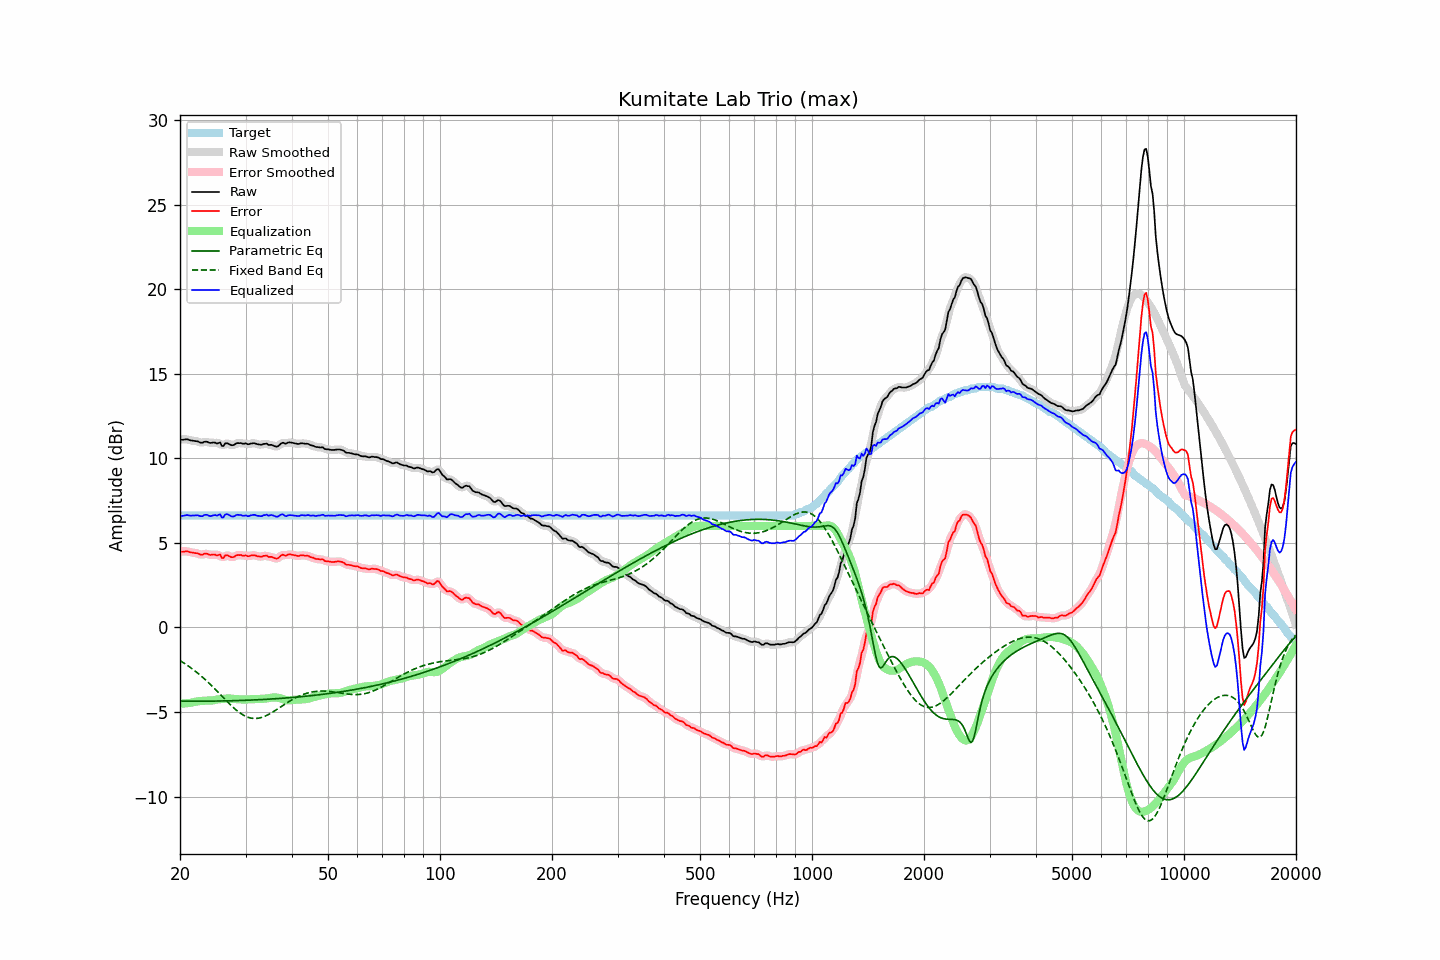 Kumitate Lab Trio (max)
Target
Raw Smoothed
Error Smoothed
Raw
Error
Equalization
Parametric Eq
Fixed Band Eq
Equalized
30
25
20
15
10
5
0
−5
−10
Amplitude (dBr)
20
50
100
200
500
1000
2000
5000
10000
20000
Frequency (Hz)